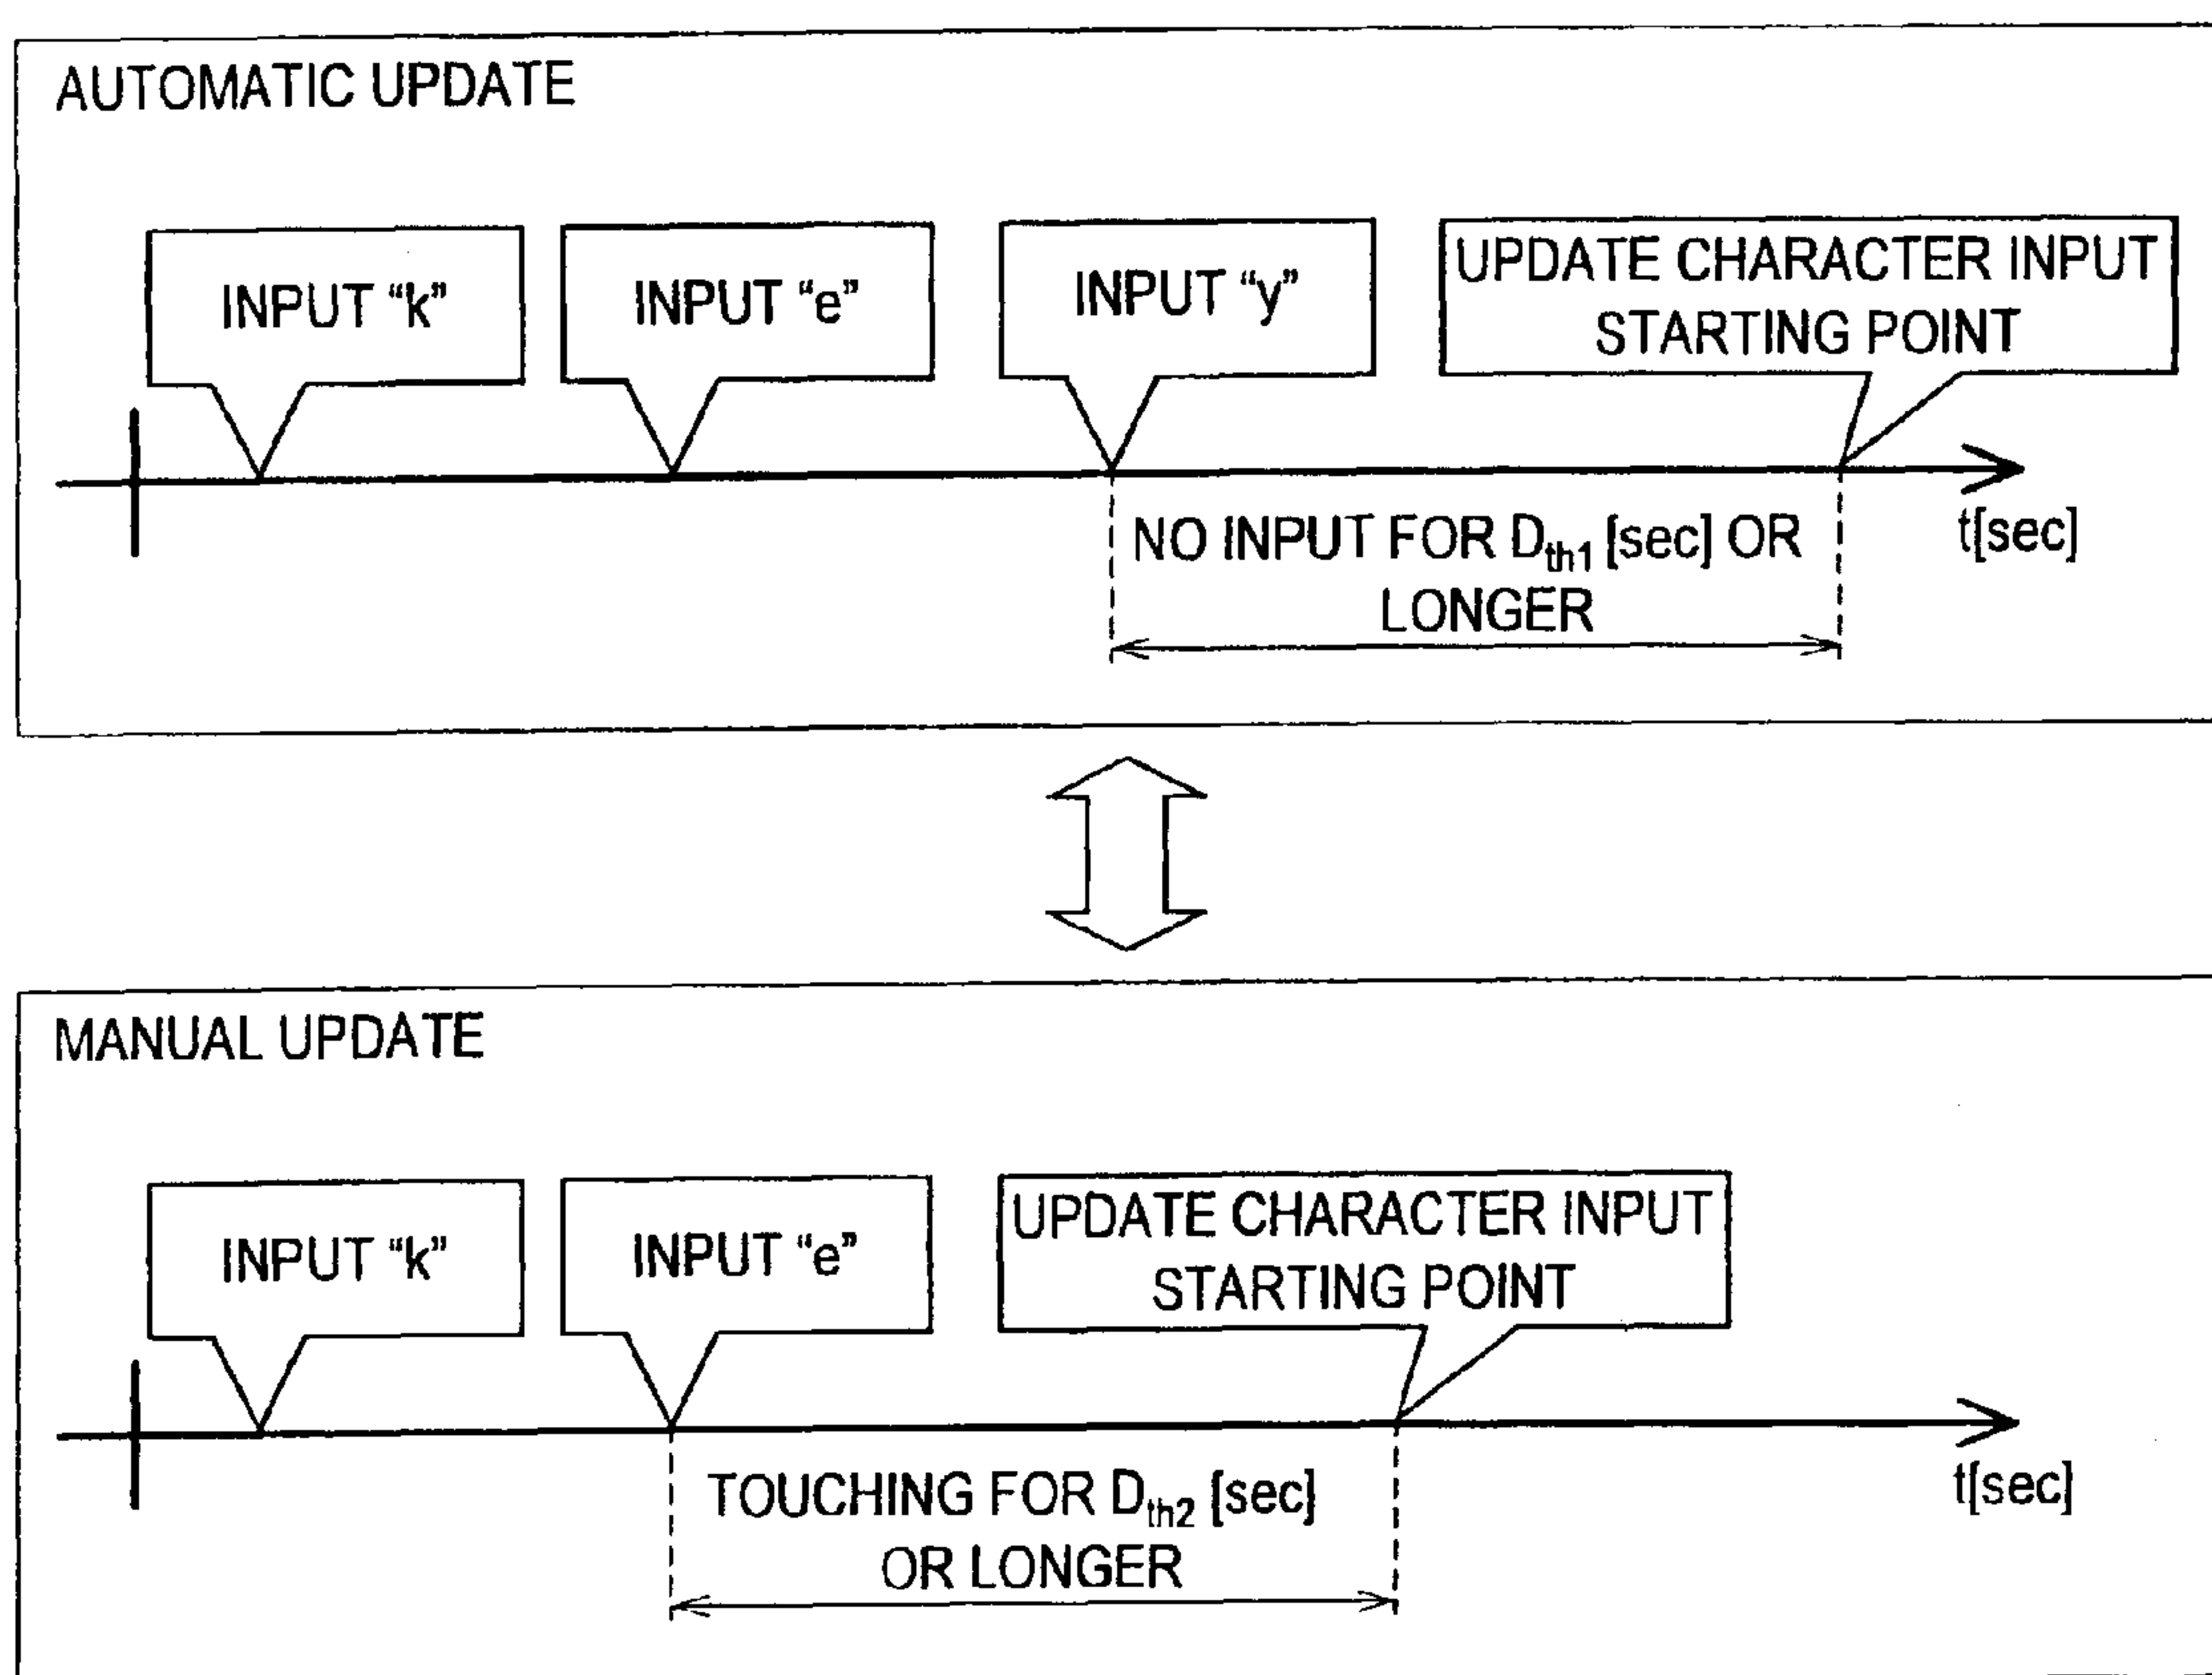 AUTOMATIC UPDATE
INPUT “k”
INPUT “e”
INPUT “y”
UPDATE CHARACTER INPUT
STARTING POINT
NO INPUT FOR Dth1 [sec] OR
LONGER
t[sec]
MANUAL UPDATE
INPUT “k”
INPUT “e”
UPDATE CHARACTER INPUT
STARTING POINT
TOUCHING FOR Dth2 [sec]
OR LONGER
t[sec]